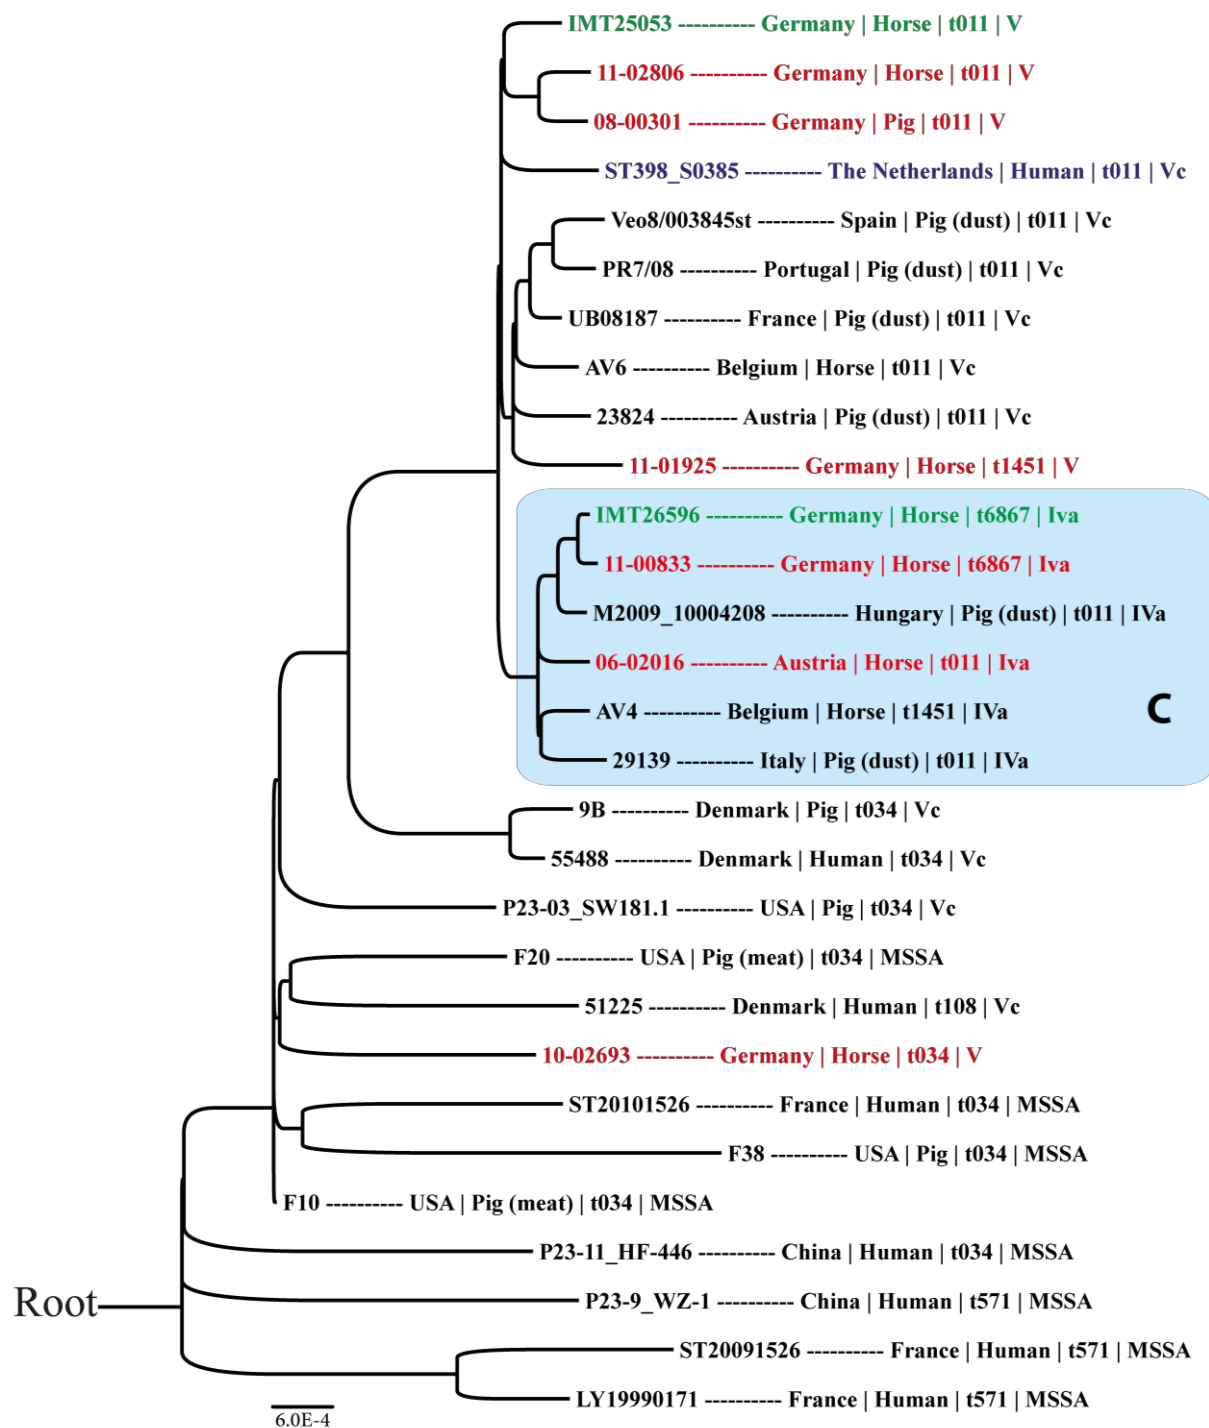 IMT25053 ---------- Germany | Horse | t011 | V
11-02806 ---------- Germany | Horse | t011 | V
08-00301 ---------- Germany | Pig | t011 | V
ST398_S0385 ---------- The Netherlands | Human | t011 | Vc
Veo8/003845st ---------- Spain | Pig (dust) | t011 | Vc
PR7/08 ---------- Portugal | Pig (dust) | t011 | Vc
UB08187 ---------- France | Pig (dust) | t011 | Vc
AV6 ---------- Belgium | Horse | t011 | Vc
23824 ---------- Austria | Pig (dust) | t011 | Vc
11-01925 ---------- Germany | Horse | t1451 | V
IMT26596 ---------- Germany | Horse | t6867 | Iva
11-00833 ---------- Germany | Horse | t6867 | Iva
M2009_10004208 ---------- Hungary | Pig (dust) | t011 | IVa
06-02016 ---------- Austria | Horse | t011 | Iva
AV4 ---------- Belgium | Horse | t1451 | IVa
C
29139 ---------- Italy | Pig (dust) | t011 | IVa
9B ---------- Denmark | Pig | t034 | Vc
55488 ---------- Denmark | Human | t034 | Vc
P23-03_SW181.1 ---------- USA | Pig | t034 | Vc
F20 ---------- USA | Pig (meat) | t034 | MSSA
51225 ---------- Denmark | Human | t108 | Vc
10-02693 ---------- Germany | Horse | t034 | V
ST20101526 ---------- France | Human | t034 | MSSA
F38 ---------- USA | Pig | t034 | MSSA
F10 ---------- USA | Pig (meat) | t034 | MSSA
P23-11_HF-446 ---------- China | Human | t034 | MSSA
P23-9_WZ-1 ---------- China | Human | t571 | MSSA
Root
ST20091526 ---------- France | Human | t571 | MSSA
LY19990171 ---------- France | Human | t571 | MSSA
6.0E-4